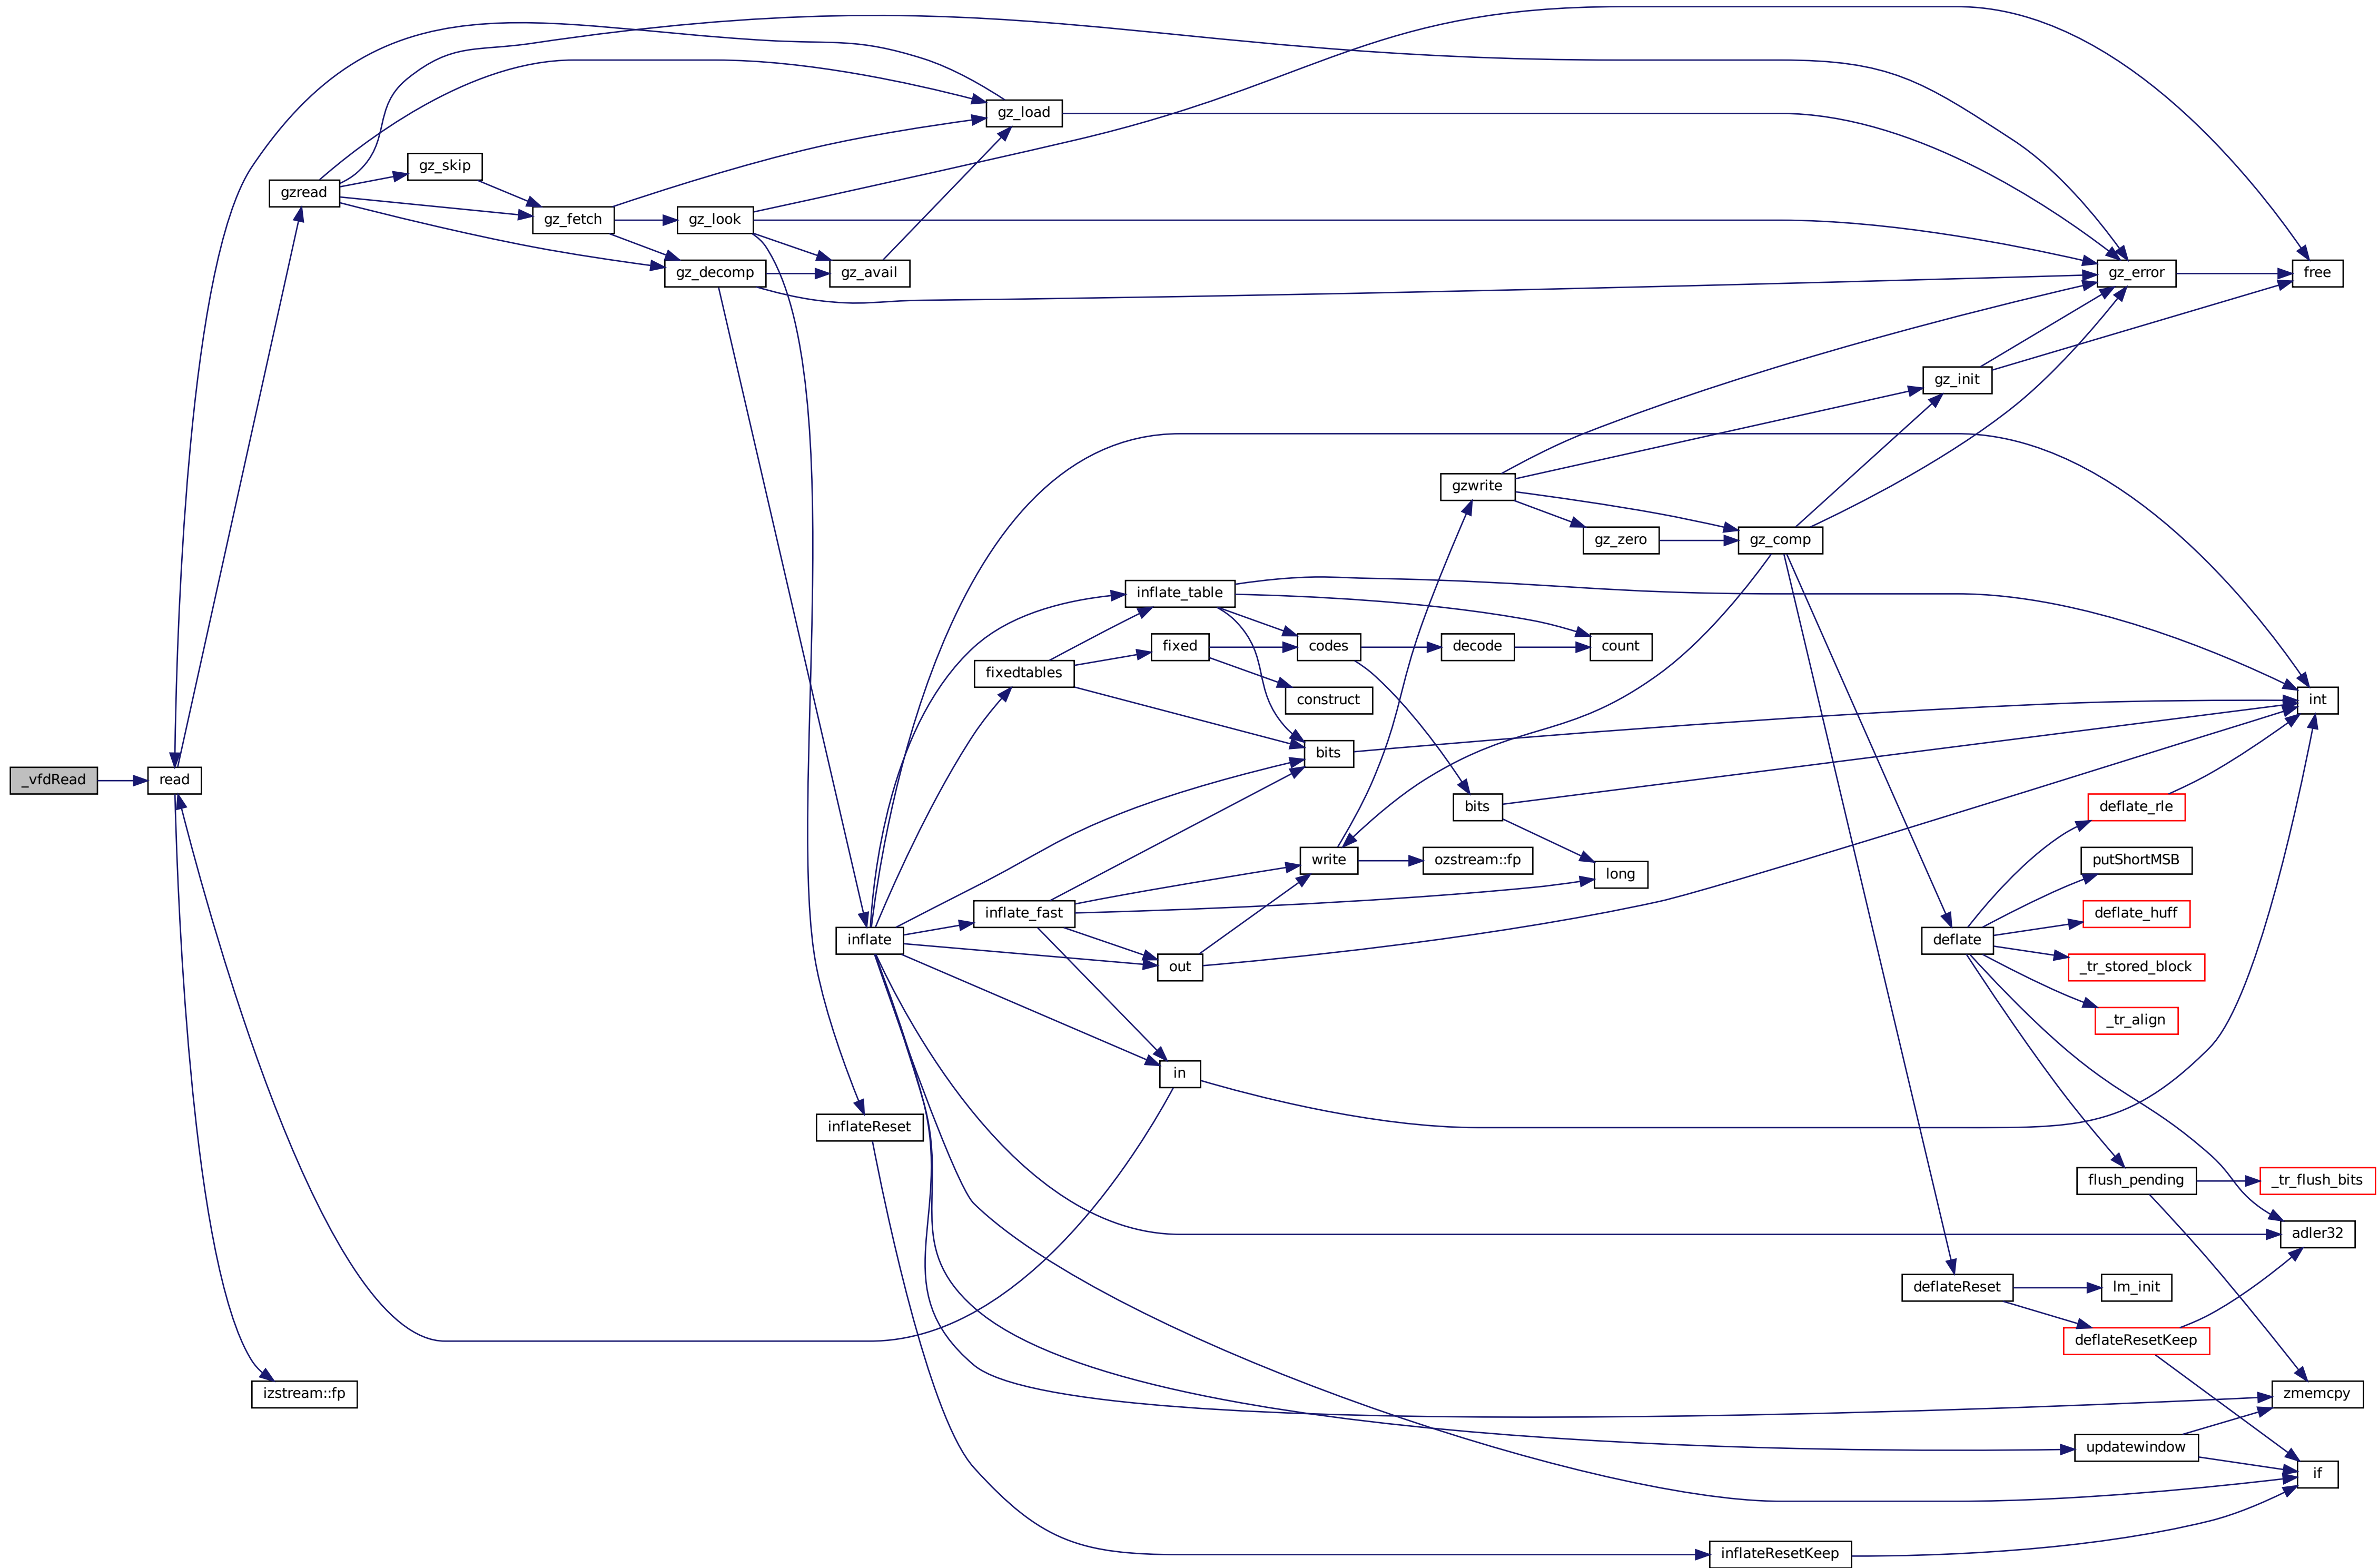 _vfdRead
read
izstream::fp
gzread
gz_skip
gz_fetch
gz_look
gz_decomp
gz_avail
gz_load
inflate
inflateReset
fixedtables
inflate_fast
inflate_table
fixed
out
in
codes
construct
bits
write
gzwrite
decode
bits
ozstream::fp
gz_zero
count
long
gz_comp
inflateResetKeep
gz_init
deflate
deflateReset
gz_error
deflate_rle
putShortMSB
deflate_huff
_tr_stored_block
_tr_align
flush_pending
lm_init
deflateResetKeep
updatewindow
free
int
_tr_flush_bits
adler32
zmemcpy
if